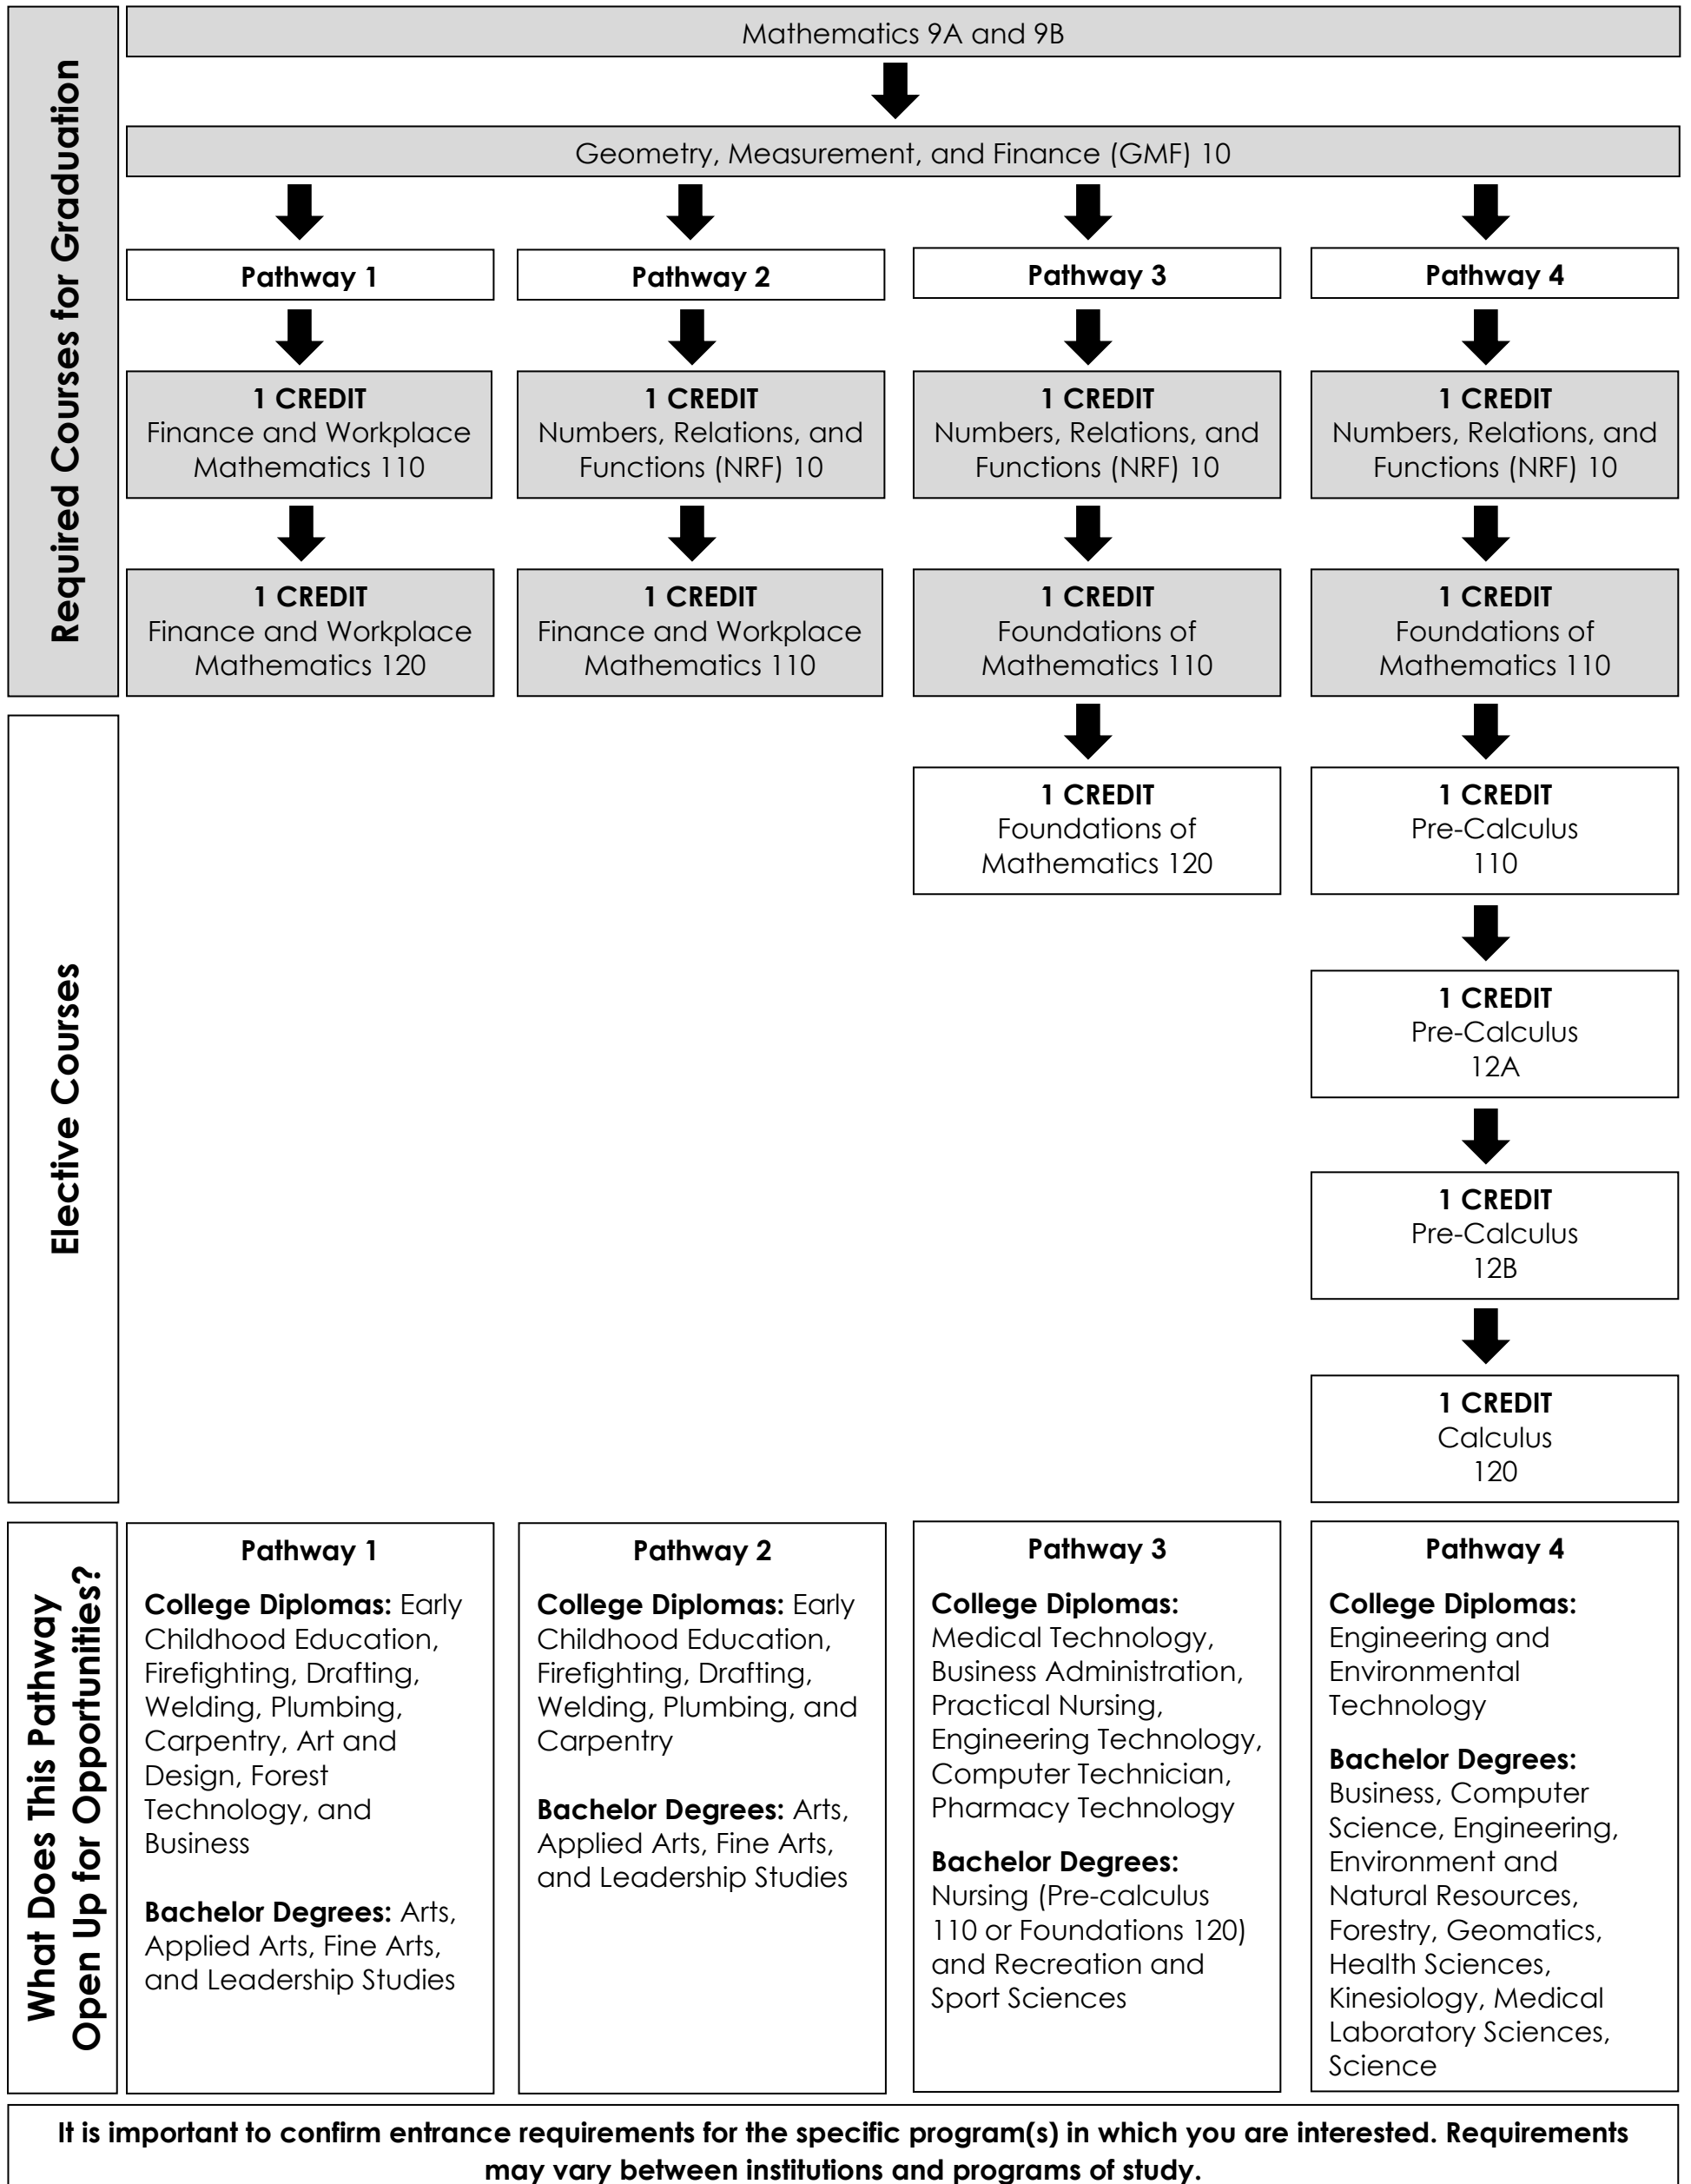 Required Courses for Graduation
Mathematics 9A and 9B
Geometry, Measurement, and Finance (GMF) 10
Pathway 1
Pathway 2
Pathway 3
Pathway 4
1 CREDIT
Finance and Workplace
Mathematics 110
1 CREDIT
Numbers, Relations, and
Functions (NRF) 10
1 CREDIT
Numbers, Relations, and
Functions (NRF) 10
1 CREDIT
Numbers, Relations, and
Functions (NRF) 10
1 CREDIT
Finance and Workplace
Mathematics 120
1 CREDIT
Finance and Workplace
Mathematics 110
1 CREDIT
Foundations of
Mathematics 110
1 CREDIT
Foundations of
Mathematics 110
Elective Courses
1 CREDIT
Foundations of
Mathematics 120
1 CREDIT
Pre-Calculus
110
1 CREDIT
Pre-Calculus
12A
1 CREDIT
Pre-Calculus
12B
1 CREDIT
Calculus
120
What Does This Pathway
Open Up for Opportunities?
Pathway 1
College Diplomas: Early
Childhood Education,
Firefighting, Drafting,
Welding, Plumbing,
Carpentry, Art and
Design, Forest
Technology, and
Business
Bachelor Degrees: Arts,
Applied Arts, Fine Arts,
and Leadership Studies
Pathway 2
College Diplomas: Early
Childhood Education,
Firefighting, Drafting,
Welding, Plumbing, and
Carpentry
Bachelor Degrees: Arts,
Applied Arts, Fine Arts,
and Leadership Studies
Pathway 3
College Diplomas:
Medical Technology,
Business Administration,
Practical Nursing,
Engineering Technology,
Computer Technician,
Pharmacy Technology
Bachelor Degrees:
Nursing (Pre-calculus
110 or Foundations 120)
and Recreation and
Sport Sciences
Pathway 4
College Diplomas:
Engineering and
Environmental
Technology
Bachelor Degrees:
Business, Computer
Science, Engineering,
Environment and
Natural Resources,
Forestry, Geomatics,
Health Sciences,
Kinesiology, Medical
Laboratory Sciences,
Science
It is important to confirm entrance requirements for the specific program(s) in which you are interested. Requirements
may vary between institutions and programs of study.